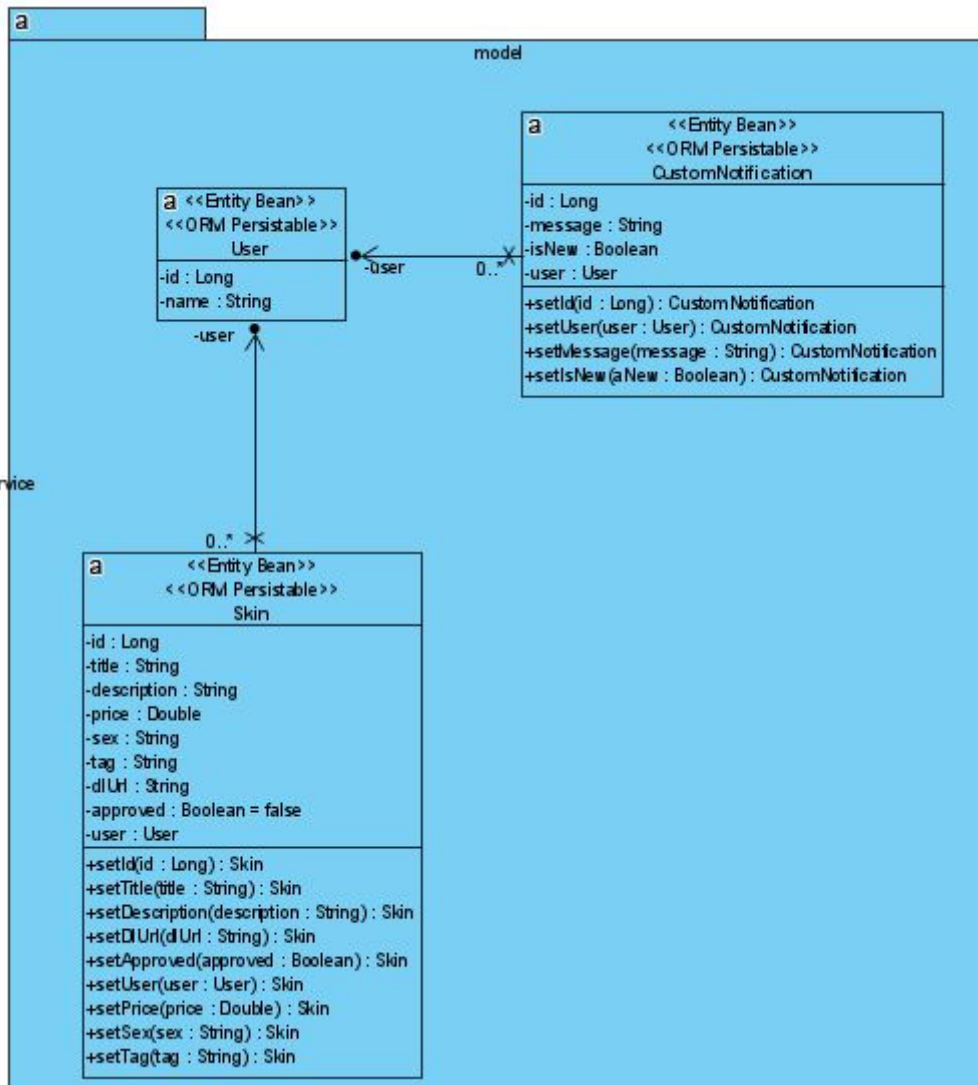 a
model
a <<Entity Bean>>
<<ORM Persistable>>
CustomNotification
-id : Long
-message : String
-isNew : Boolean
-user : User
+setId(id : Long) : CustomNotification
+setUser(user : User) : CustomNotification
+setMessage(message : String) : CustomNotification
+setIsNew(aNew : Boolean) : CustomNotification
a <<Entity Bean>>
<<ORM Persistable>>
User
-id : Long
-name : String
-user
0..*
-user
rvice
0..*
a <<Entity Bean>>
<<ORM Persistable>>
Skin
-id : Long
-title : String
-description : String
-price : Double
-sex : String
-tag : String
-dlUrl : String
-approved : Boolean = false
-user : User
+setId(id : Long) : Skin
+setTitle(title : String) : Skin
+setDescription(description : String) : Skin
+setDlUrl(dlUrl : String) : Skin
+setApproved(approved : Boolean) : Skin
+setUser(user : User) : Skin
+setPrice(price : Double) : Skin
+setSex(sex : String) : Skin
+setTag(tag : String) : Skin